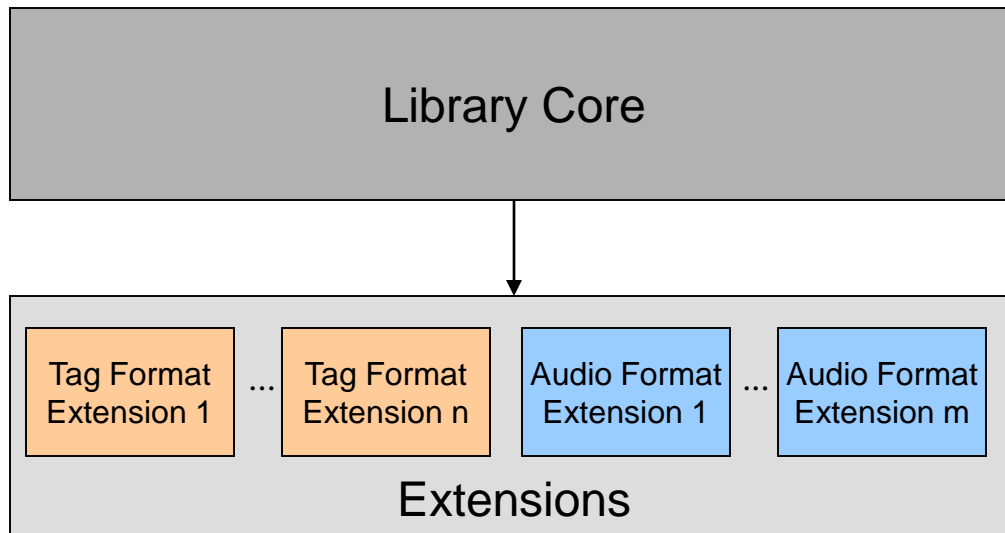 Library Core
Tag Format
Extension 1
...
Tag Format
Extension n
Audio Format
Extension 1
...
Audio Format
Extension m
Extensions